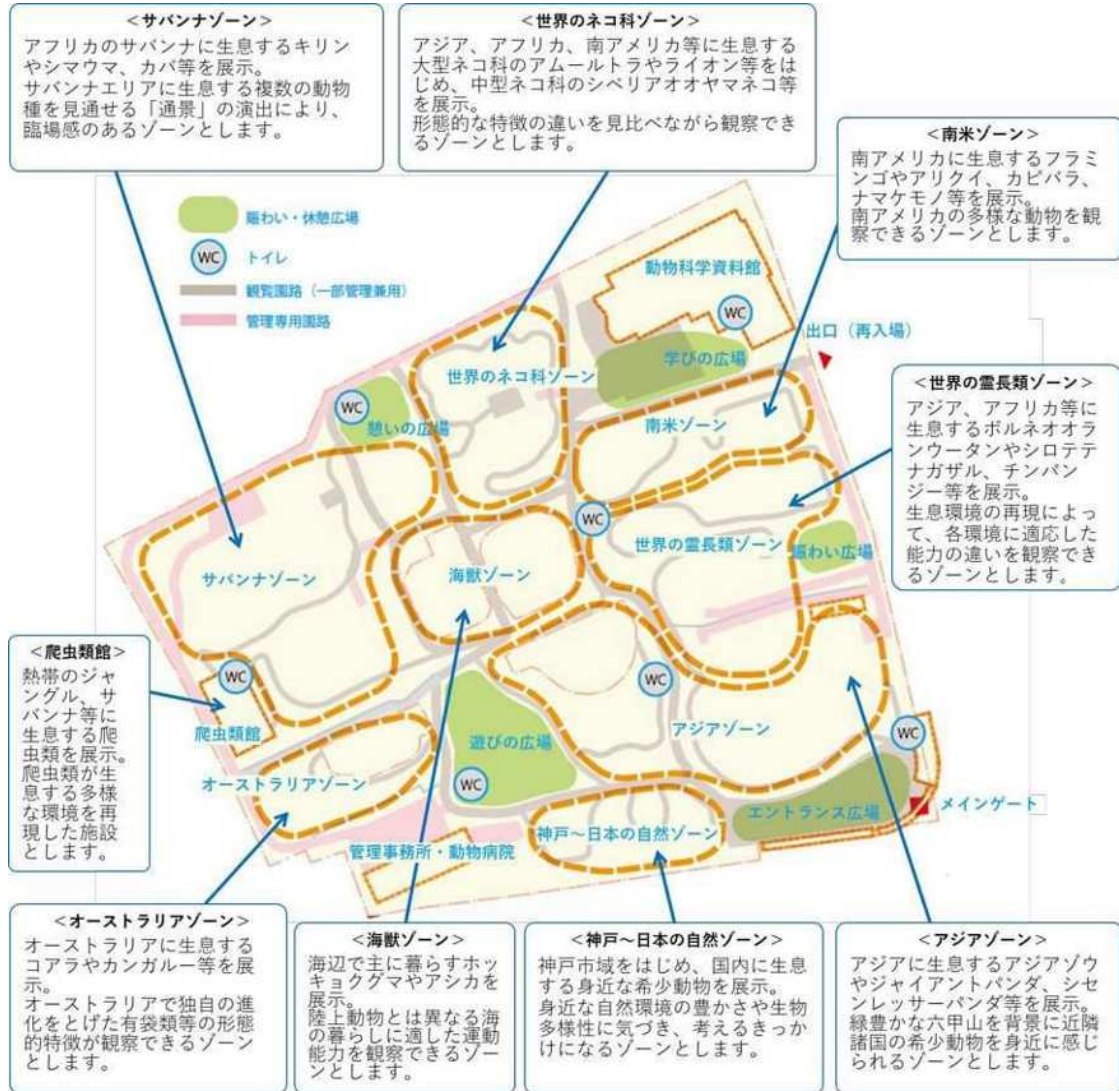 ＜サバンナゾーン＞
アフリカのサバンナに生息するキリン
やシマウマ、カバ等を展示。
サバンナエリアに生息する複数の動物
種を見通せる「通景」の演出により、
臨場感のあるゾーンとします。
＜世界のネコ科ゾーン＞
アジア、アフリカ、南アメリカ等に生息する
大型ネコ科のアムールトラやライオン等をは
じめ、中型ネコ科のシベリアオオヤマネコ等
を展示。
形態的な特徴の違いを見比べながら観察でき
るゾーンとします。
＜南米ゾーン＞
南アメリカに生息するフラミ
ンゴやアリクイ、カピバラ、
ナマケモノ等を展示。
南アメリカの多様な動物を観
察できるゾーンとします。
賑わい・休憩広場
WC
トイレ
観覧園路（一部管理兼用）
管理専用園路
動物科学資料館
WC
出口（再入場）
学びの広場
世界のネコ科ゾーン
WC
憩いの広場
南米ゾーン
＜世界の霊長類ゾーン＞
アジア、アフリカ等に
生息するボルネオオラ
ンウータンやシロテテ
ナガザル、チンパン
ジー等を展示。
生息環境の再現によっ
て、各環境に適応した
能力の違いを観察でき
るゾーンとします。
WC
世界の霊長類ゾーン
賑わい広場
サバンナゾーン
海獣ゾーン
＜爬虫類館＞
熱帯のジャ
ングル、サ
バンナ等に
生息する爬
虫類を展示。
爬虫類が生
息する多様
な環境を再
現した施設
とします。
WC
爬虫類館
WC
アジアゾーン
遊びの広場
WC
オーストラリアゾーン
WC
エントランス広場
メインゲート
神戸～日本の自然ゾーン
管理事務所・動物病院
＜オーストラリアゾーン＞
オーストラリアに生息する
コアラやカンガルー等を展
示。
オーストラリアで独自の進
化をとげた有袋類等の形態
的特徴が観察できるゾーン
とします。
＜海獣ゾーン＞
海辺で主に暮らすホッ
キョクグマやアシカを
展示。
陸上動物とは異なる海
の暮らしに適した運動
能力を観察できるゾー
ンとします。
＜神戸～日本の自然ゾーン＞
神戸市域をはじめ、国内に生息
する身近な希少動物を展示。
身近な自然環境の豊かさや生物
多様性に気づき、考えるきっか
けになるゾーンとします。
＜アジアゾーン＞
アジアに生息するアジアゾウ
やジャイアントパンダ、シセ
ンレッサーパンダ等を展示。
緑豊かな六甲山を背景に近隣
諸国の希少動物を身近に感じ
られるゾーンとします。